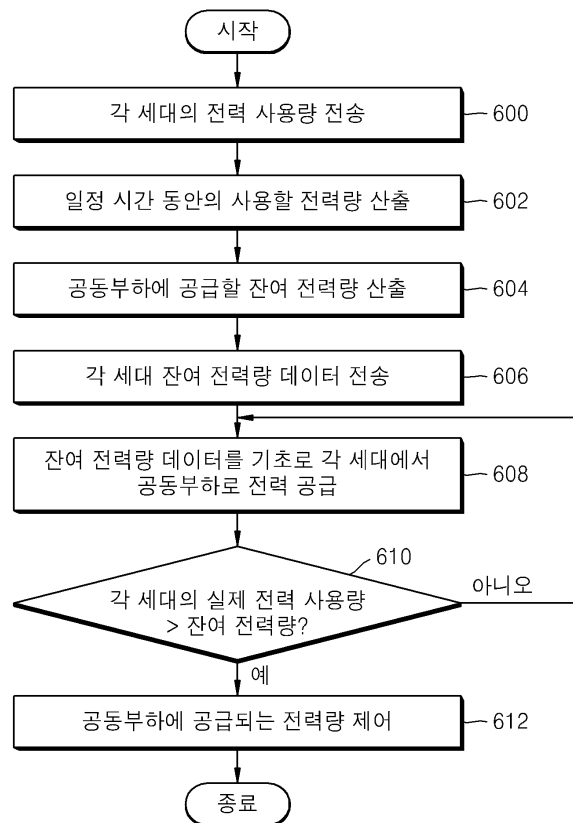 시작
각 세대의 전력 사용량 전송
600
일정 시간 동안의 사용할 전력량 산출
602
공동부하에 공급할 잔여 전력량 산출
604
각 세대 잔여 전력량 데이터 전송
606
잔여 전력량 데이터를 기초로 각 세대에서
공동부하로 전력 공급
608
610
각 세대의 실제 전력 사용량
> 잔여 전력량?
아니오
예
공동부하에 공급되는 전력량 제어
612
종료